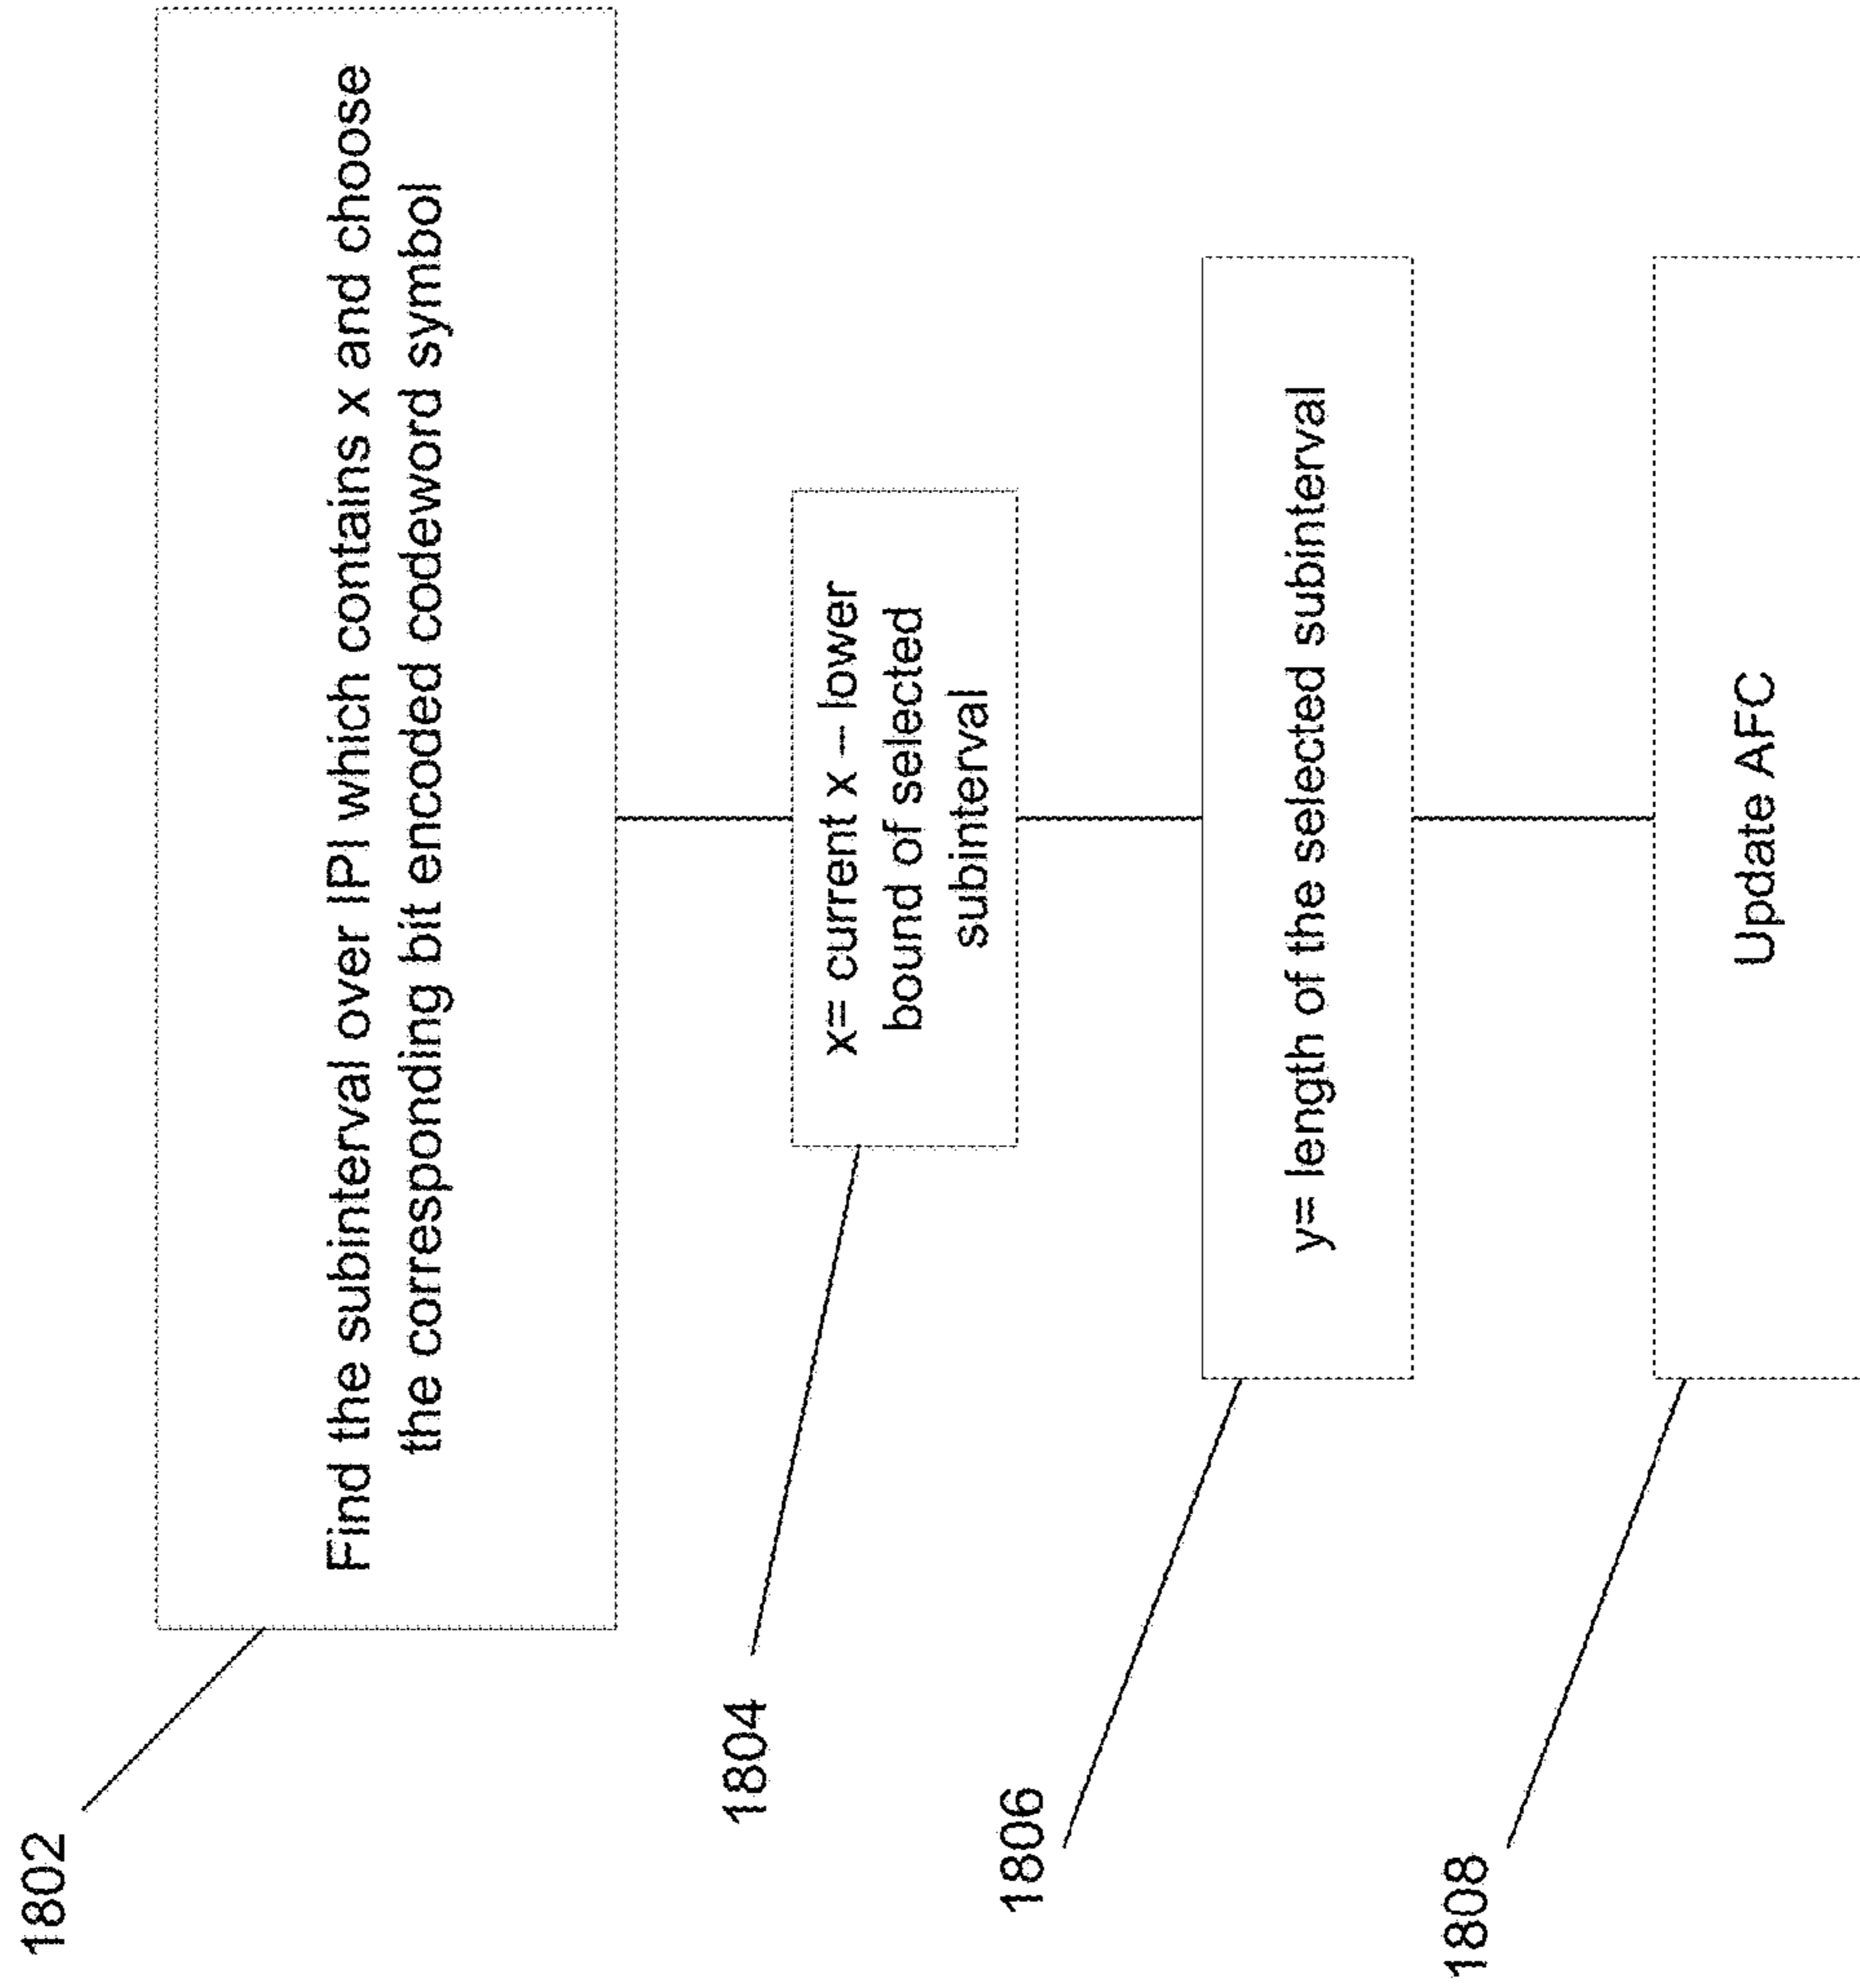 1802
Find the subinterval over IPI which contains x and choose
the corresponding bit encoded codeword symbol
1804
x= current x – lower
bound of selected
subinterval
1806
y= length of the selected subinterval
1808
Update AFC